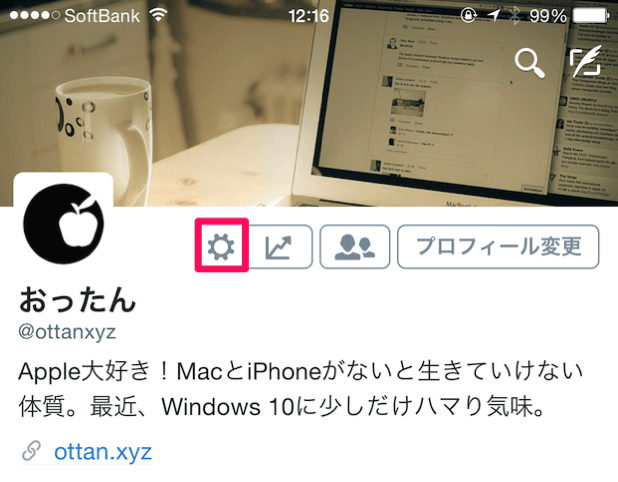 SoftBank 12:16 99%
プロフィール変更
おったん
@ottanxyz
Apple大好き！MacとiPhoneがないと生きていけない
体質。最近、Windows 10に少しだけハマり気味。
ottan.xyz